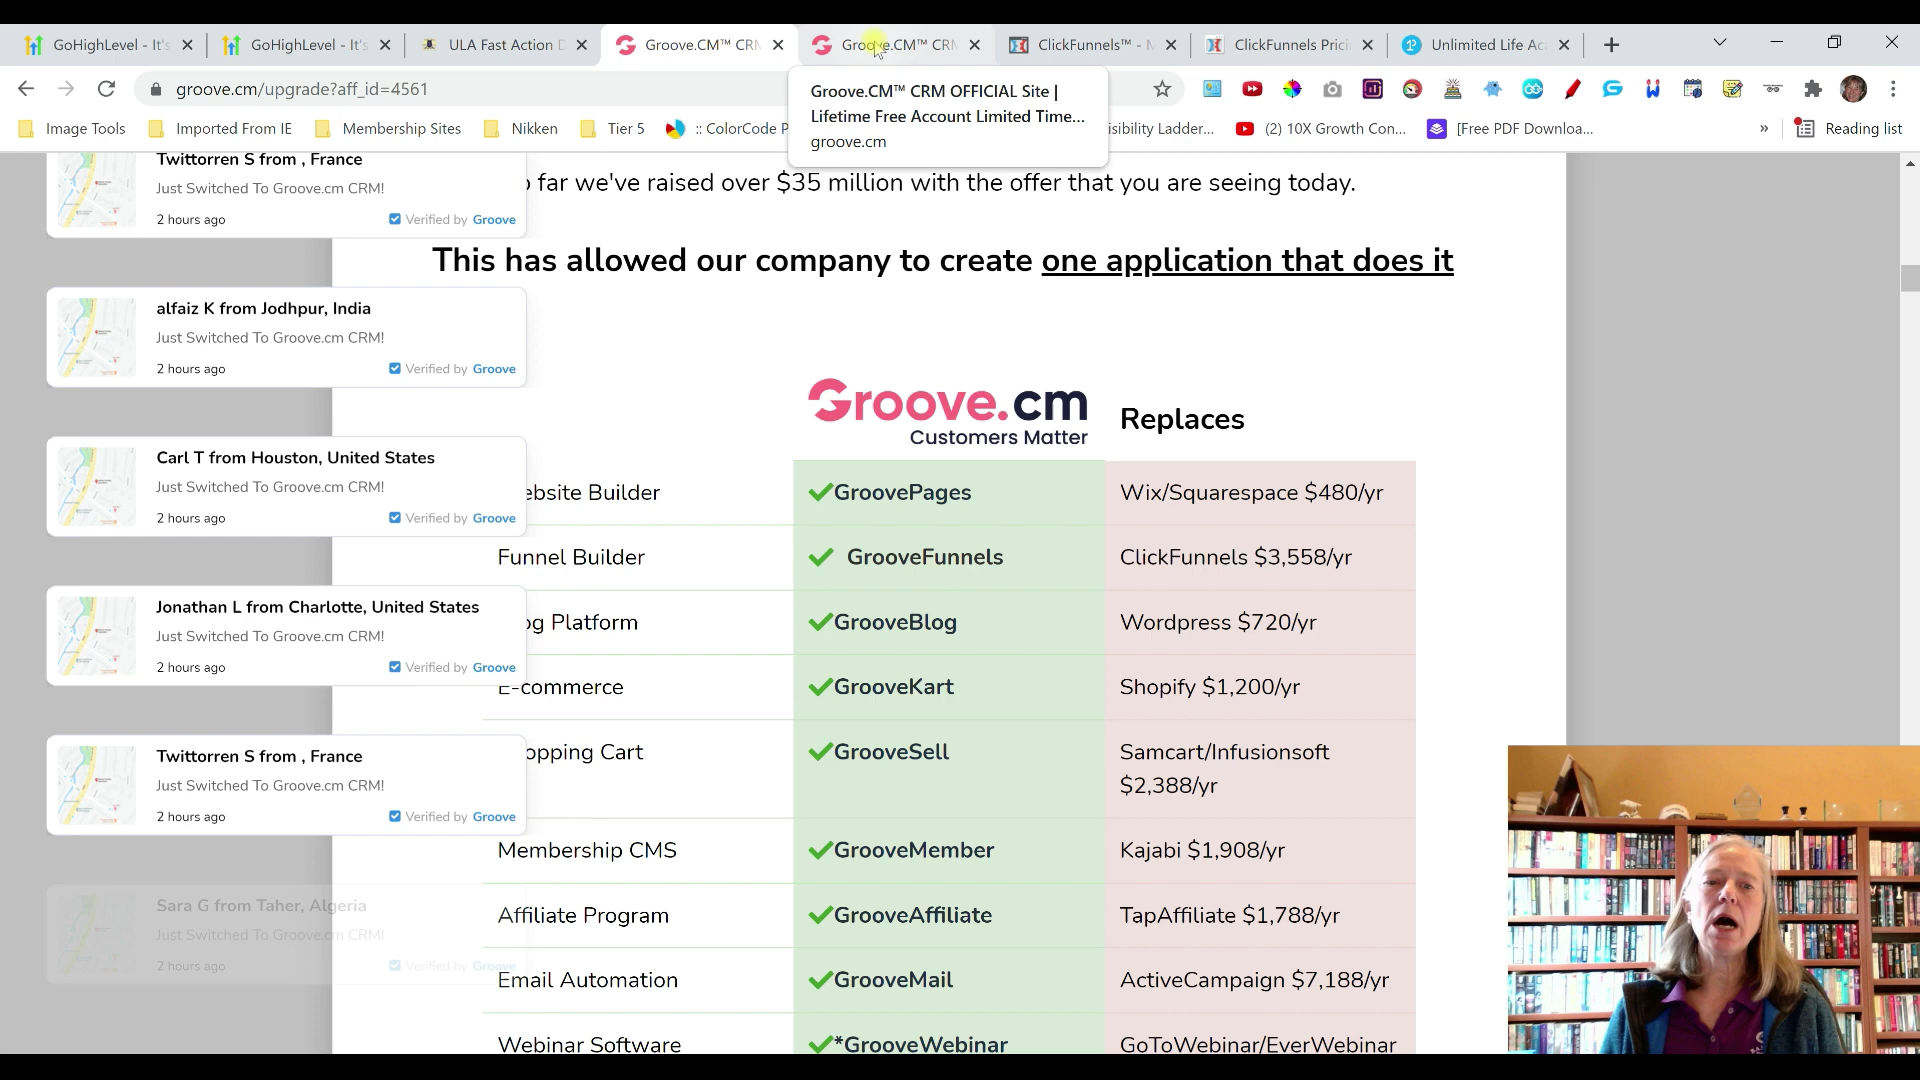 GoHighLevel - It's
GoHighLevel - It's
ULA Fast Action D
Groove.CM™ CRM
Groove.CM™ CRM
ClickFunnels™ - M
ClickFunnels Prici
Unlimited Life Ac
groove.cm/upgrade?aff_id=4561
Groove.CM™ CRM OFFICIAL Site |
Lifetime Free Account Limited Time...
groove.cm
Image Tools
Imported From IE
Membership Sites
Nikken
Tier 5
:: ColorCode P
isibility Ladder...
(2) 10X Growth Con...
[Free PDF Downloa...
»
Reading list
far we've raised over $35 million with the offer that you are seeing today.
This has allowed our company to create one application that does it
Twittorren S from , France
Just Switched To Groove.cm CRM!
2 hours ago
Verified by Groove
alfaiz K from Jodhpur, India
Just Switched To Groove.cm CRM!
2 hours ago
Verified by Groove
Carl T from Houston, United States
Just Switched To Groove.cm CRM!
2 hours ago
Verified by Groove
Jonathan L from Charlotte, United States
Just Switched To Groove.cm CRM!
2 hours ago
Verified by Groove
Twittorren S from , France
Just Switched To Groove.cm CRM!
2 hours ago
Verified by Groove
Sara G from Taher, Algeria
Just Switched To Groove.cm CRM!
2 hours ago
Verified by Groove
Groove.cm
Customers Matter
Replaces
ebsite Builder
GroovePages
Wix/Squarespace $480/yr
Funnel Builder
GrooveFunnels
ClickFunnels $3,558/yr
og Platform
GrooveBlog
Wordpress $720/yr
E-commerce
GrooveKart
Shopify $1,200/yr
opping Cart
GrooveSell
Samcart/Infusionsoft
$2,388/yr
Membership CMS
GrooveMember
Kajabi $1,908/yr
Affiliate Program
GrooveAffiliate
TapAffiliate $1,788/yr
Email Automation
GrooveMail
ActiveCampaign $7,188/yr
Webinar Software
*GrooveWebinar
GoToWebinar/EverWebinar